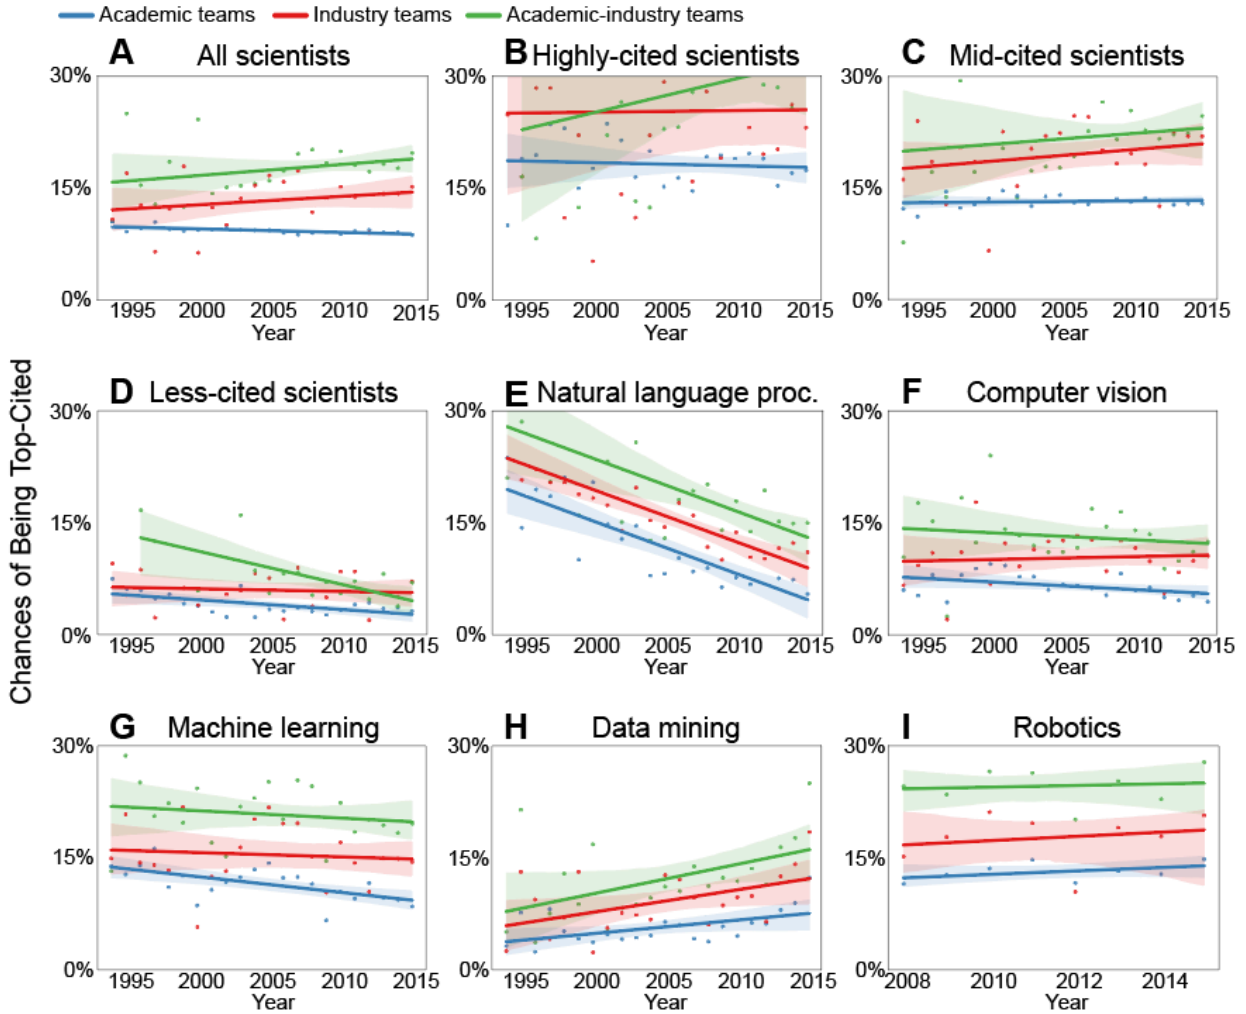 Academic teams Industry teams Academic-industry teams
A All scientists
B Highly-cited scientists
C Mid-cited scientists
30% 30% 30%
15% 15% 15%
0% 0% 0%
1995 2000 2005 2010 2015
1995 2000 2005 2010 2015
1995 2000 2005 2010 2015
Year Year Year
Chances of Being Top-Cited
D Less-cited scientists
E Natural language proc.
F Computer vision
30% 30% 30%
15% 15% 15%
0% 0% 0%
1995 2000 2005 2010 2015
1995 2000 2005 2010 2015
1995 2000 2005 2010 2015
Year Year Year
G Machine learning
H Data mining
I Robotics
30% 30% 30%
15% 15% 15%
0% 0% 0%
1995 2000 2005 2010 2015
1995 2000 2005 2010 2015
2008 2010 2012 2014
Year Year Year